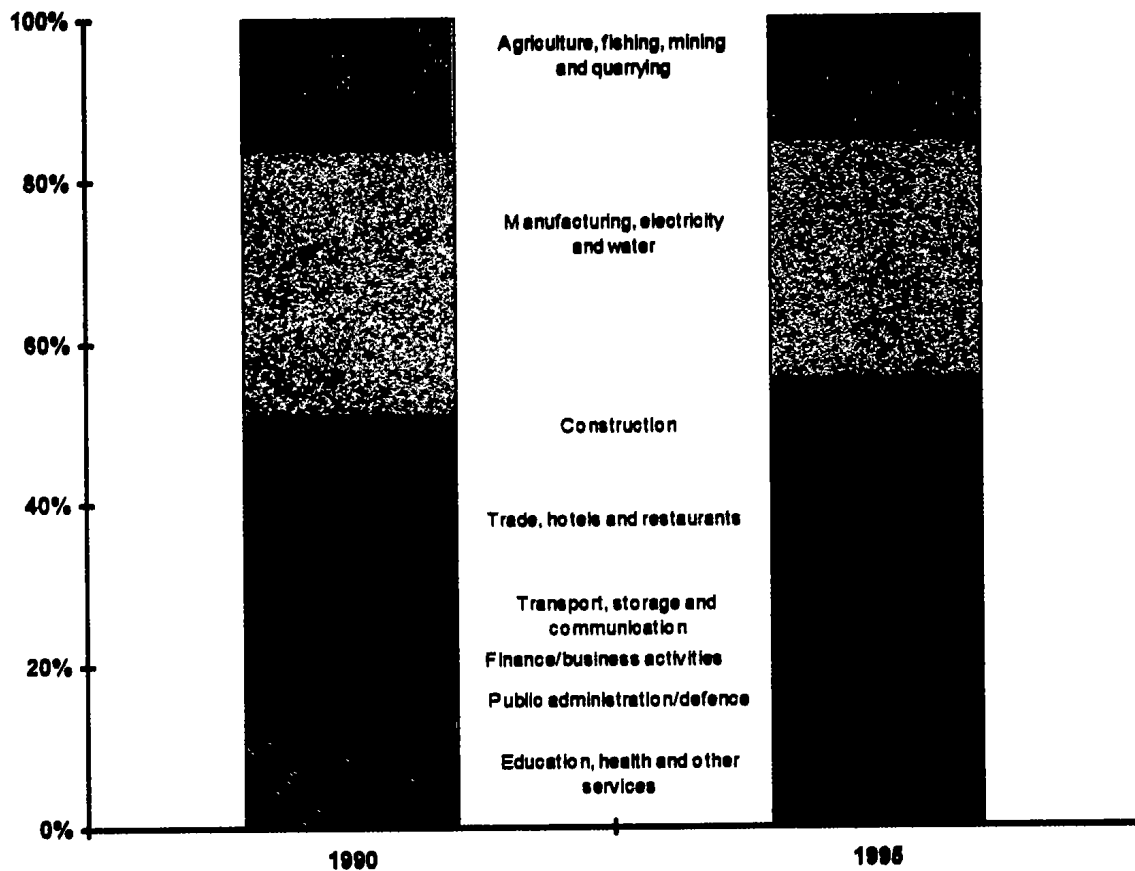 100%
Agriculture, fishing, mining
and quarrying
80%
Manufacturing, electricity
and water
60%
Construction
40%
Trade, hotels and restaurants
Transport, storage and
communication
Finance/business activities
20%
Public administration/defence
Education, health and other
services
0%
1990
1995